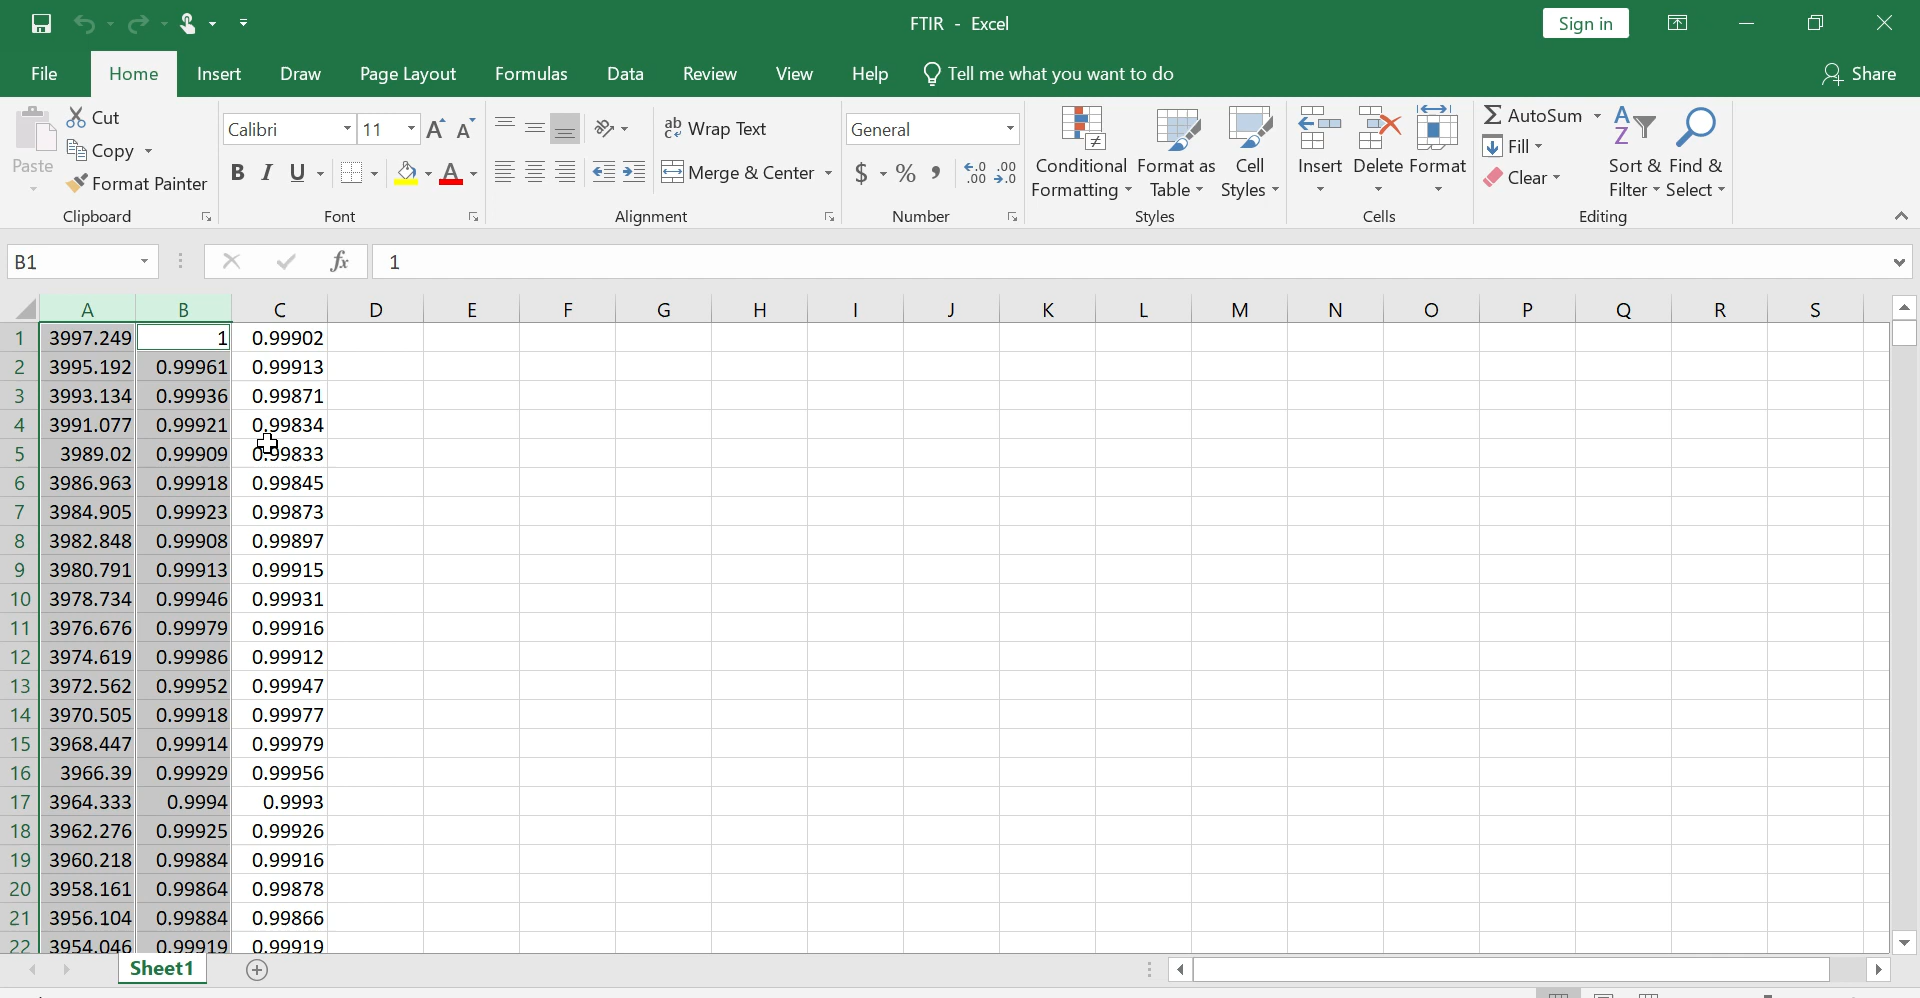 FTIR - Excel
Sign in
File Home Insert Draw Page Layout Formulas Data Review View Help Tell me what you want to do Share
Paste
Cut
Copy
Format Painter
Clipboard
Calibri 11
B I U A
Font
Wrap Text
Merge & Center
Alignment
General
$ % ,
Number
Conditional Formatting
Format as Table
Cell Styles
Styles
Insert Delete Format
Cells
AutoSum
Fill
Clear
Sort & Filter
Find & Select
Editing
B1 fx 1
A B C D E F G H I J K L M N O P Q R S
1 3997.249 1 0.99902
2 3995.192 0.99961 0.99913
3 3993.134 0.99936 0.99871
4 3991.077 0.99921 0.99834
5 3989.02 0.99909 0.99833
6 3986.963 0.99918 0.99845
7 3984.905 0.99923 0.99873
8 3982.848 0.99908 0.99897
9 3980.791 0.99913 0.99915
10 3978.734 0.99946 0.99931
11 3976.676 0.99979 0.99916
12 3974.619 0.99986 0.99912
13 3972.562 0.99952 0.99947
14 3970.505 0.99918 0.99977
15 3968.447 0.99914 0.99979
16 3966.39 0.99929 0.99956
17 3964.333 0.9994 0.9993
18 3962.276 0.99925 0.99926
19 3960.218 0.99884 0.99916
20 3958.161 0.99864 0.99878
21 3956.104 0.99884 0.99866
22 3954.046 0.99919 0.99919
Sheet1